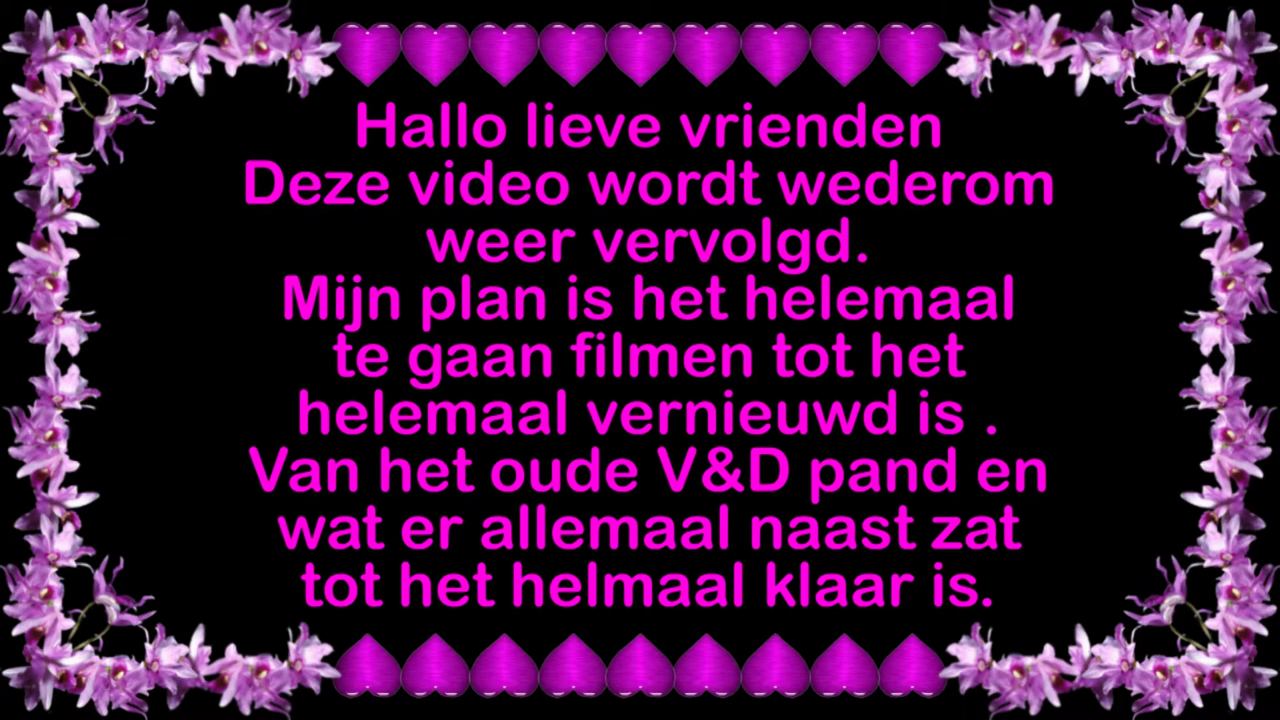 Hallo lieve vrienden
Deze video wordt wederom
weer vervolgd.
Mijn plan is het helemaal
te gaan filmen tot het
helemaal vernieuwd is .
Van het oude V&D pand en
wat er allemaal naast zat
tot het helmaal klaar is.